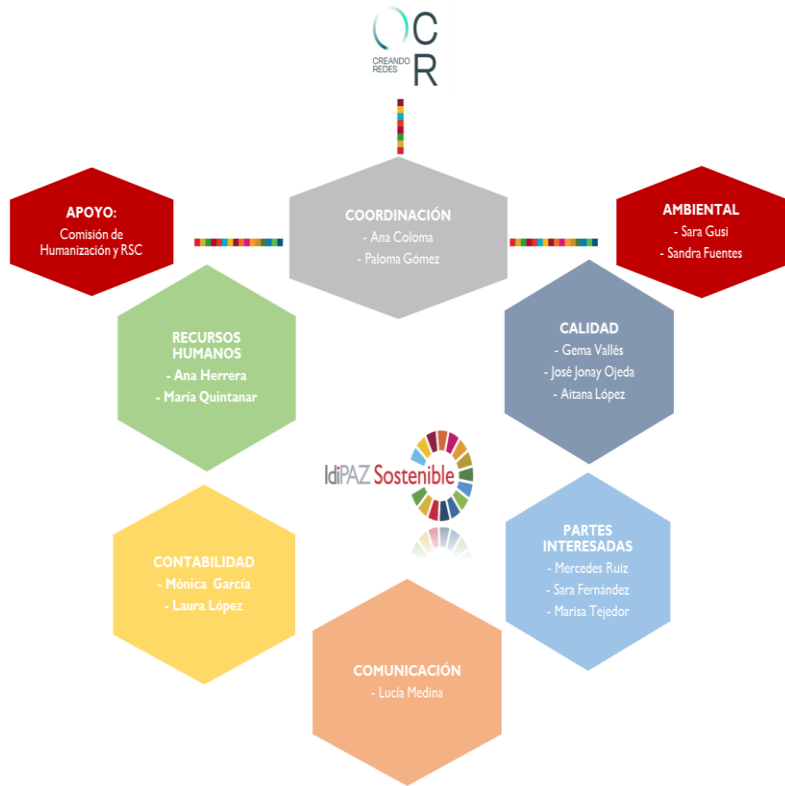 C
CREANDO
REDES
R
APOYO:
Comisión de
Humanización y RSC
COORDINACIÓN
- Ana Coloma
- Paloma Gómez
AMBIENTAL
- Sara Gusi
- Sandra Fuentes
RECURSOS
HUMANOS
- Ana Herrera
- María Quintanar
CALIDAD
- Gema Vallés
- José Jonay Ojeda
- Aitana López
IdiPAZ Sostenible
CONTABILIDAD
- Mónica García
- Laura López
PARTES
INTERESADAS
- Mercedes Ruiz
- Sara Fernández
- Marisa Tejedor
COMUNICACIÓN
- Lucía Medina